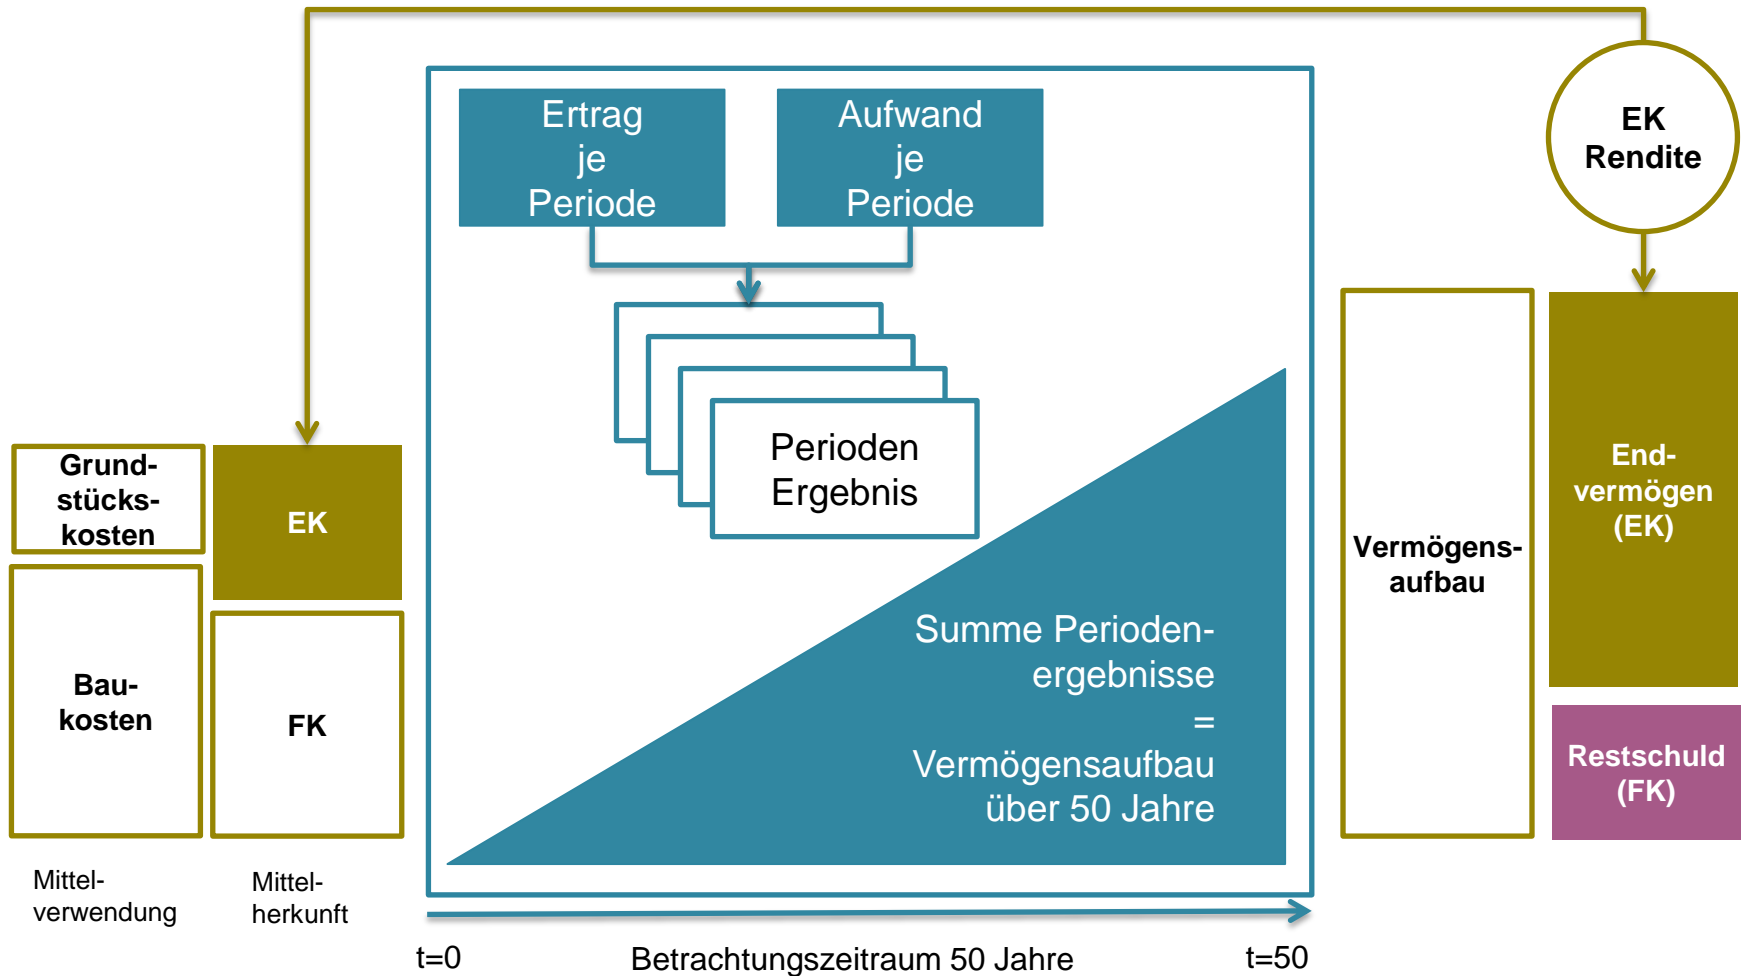 EK
Rendite
Ertrag
je
Periode
Aufwand
je
Periode
Perioden
Ergebnis
Grund-
stücks-
kosten
EK
Bau-
kosten
FK
Summe Perioden-
ergebnisse
=
Vermögensaufbau
über 50 Jahre
Vermögens-
aufbau
End-
vermögen
(EK)
Restschuld
(FK)
Mittel-
verwendung
Mittel-
herkunft
t=0
Betrachtungszeitraum 50 Jahre
t=50